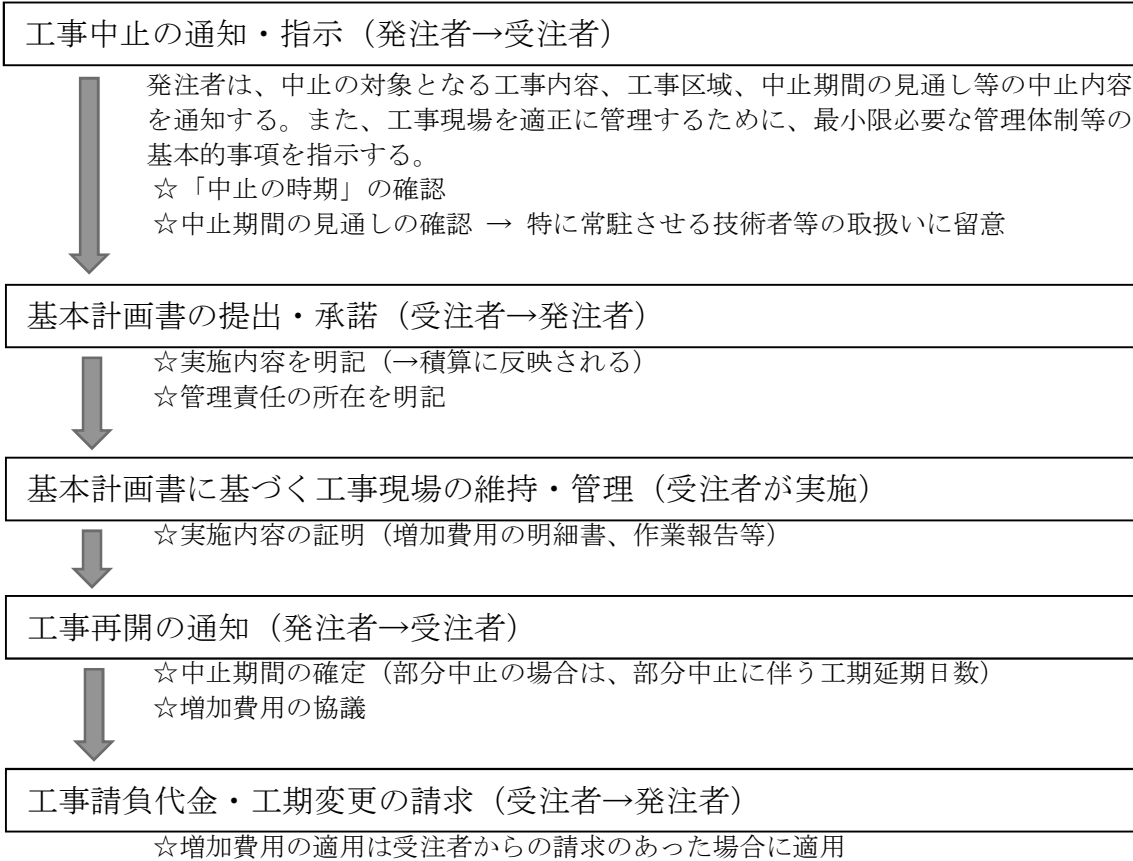 工事中止の通知・指示（発注者→受注者）
発注者は、中止の対象となる工事内容、工事区域、中止期間の見通し等の中止内容
を通知する。また、工事現場を適正に管理するために、最小限必要な管理体制等の
基本的事項を指示する。
☆「中止の時期」の確認
☆中止期間の見通しの確認 → 特に常駐させる技術者等の取扱いに留意
基本計画書の提出・承諾（受注者→発注者）
☆実施内容を明記（→積算に反映される）
☆管理責任の所在を明記
基本計画書に基づく工事現場の維持・管理（受注者が実施）
☆実施内容の証明（増加費用の明細書、作業報告等）
工事再開の通知（発注者→受注者）
☆中止期間の確定（部分中止の場合は、部分中止に伴う工期延期日数）
☆増加費用の協議
工事請負代金・工期変更の請求（受注者→発注者）
☆増加費用の適用は受注者からの請求のあった場合に適用